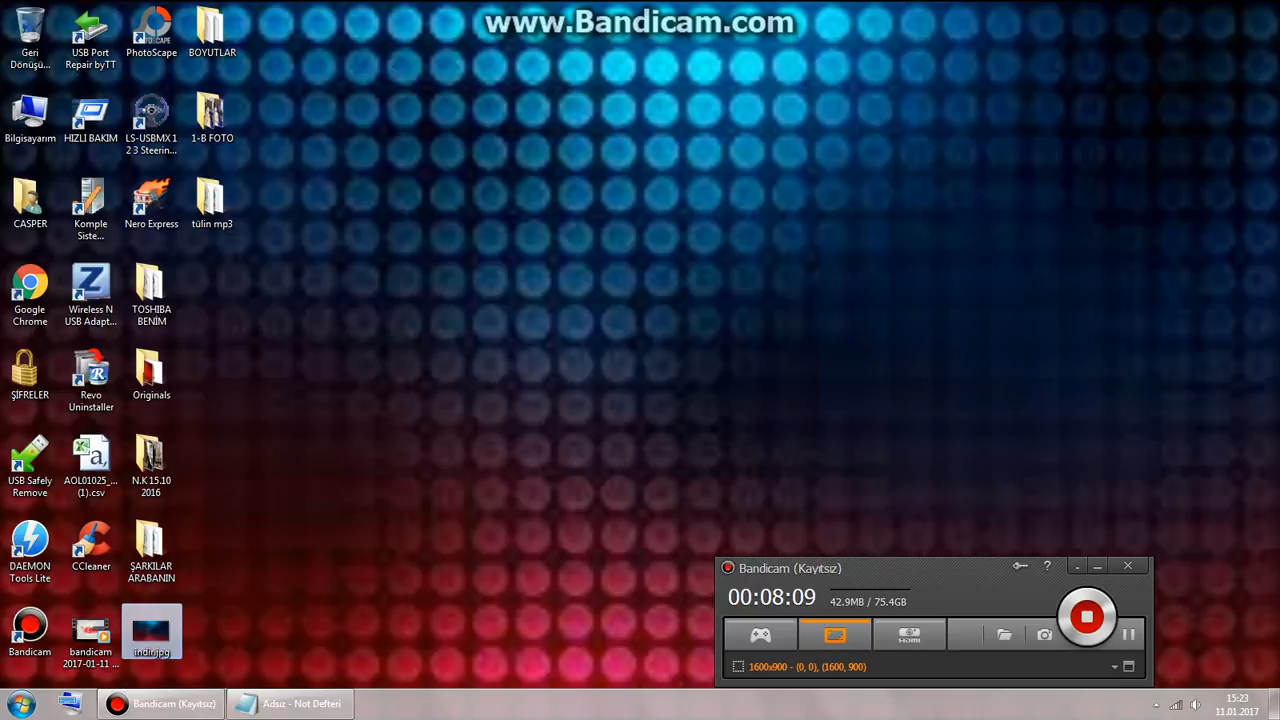 www.Bandicam.com
Geri
Dönüşü...
USB Port
Repair byTT
PhotoScape
BOYUTLAR
Bilgisayarım
HIZLI BAKIM
LS-USBMX 1
2 3 Steerin...
1-B FOTO
CASPER
Komple
Siste...
Nero Express
tülin mp3
Google
Chrome
Wireless N
USB Adapt...
TOSHIBA
BENİM
ŞİFRELER
Revo
Uninstaller
Originals
USB Safely
Remove
AOL01025_...
(1).csv
N.K 15.10
2016
DAEMON
Tools Lite
CCleaner
ŞARKILAR
ARABANIN
Bandicam
bandicam
2017-01-11 ...
indir.jpg
Bandicam (Kayıtsız)
00:08:09
42.9MB / 75.4GB
HDMI
1600x900 - (0, 0), (1600, 900)
Bandicam (Kayıtsız)
Adsız - Not Defteri
15:23
11.01.2017